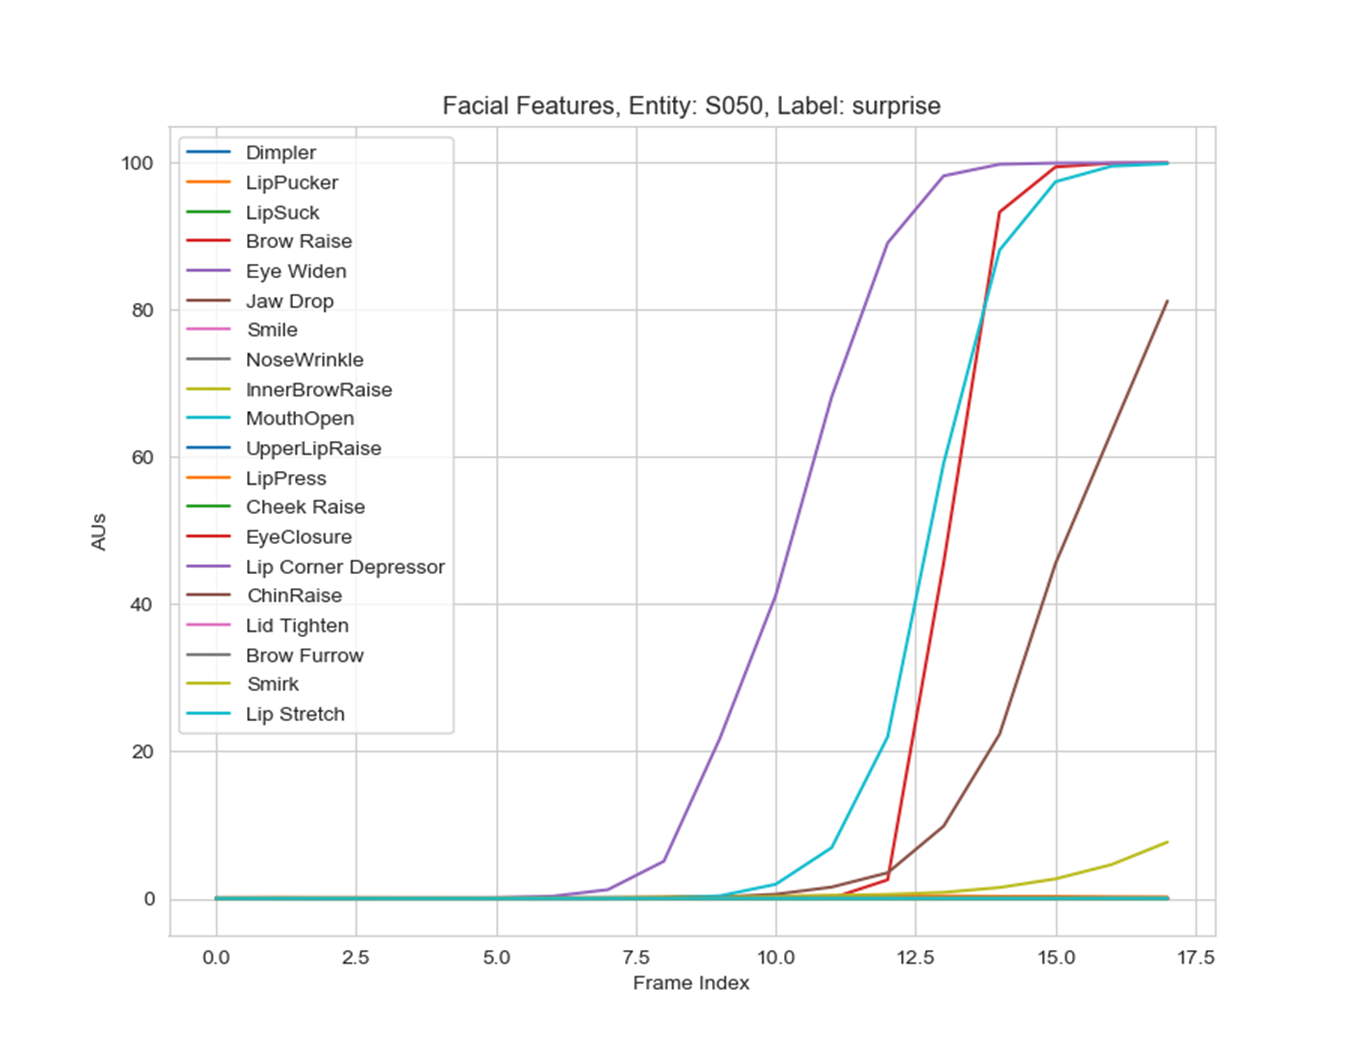 Facial Features, Entity: S050, Label: surprise
100
80
60
40
20
0
AUs
Dimpler
LipPucker
LipSuck
Brow Raise
Eye Widen
Jaw Drop
Smile
NoseWrinkle
InnerBrowRaise
MouthOpen
UpperLipRaise
LipPress
Cheek Raise
EyeClosure
Lip Corner Depressor
ChinRaise
Lid Tighten
Brow Furrow
Smirk
Lip Stretch
0.0 2.5 5.0 7.5 10.0 12.5 15.0 17.5
Frame Index